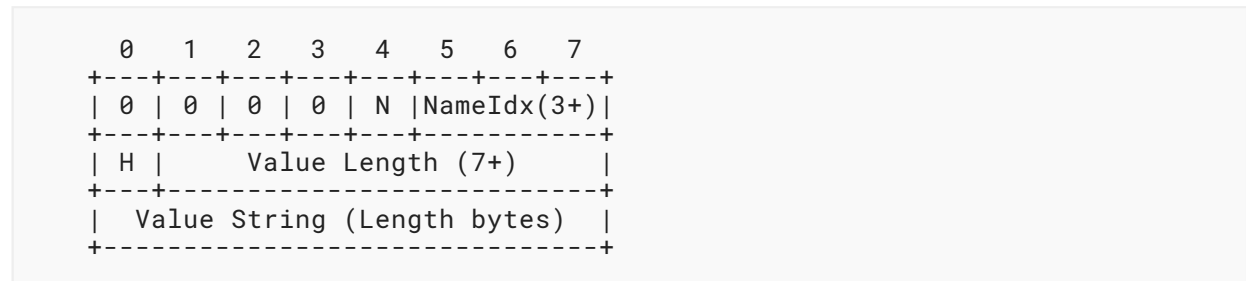 0   1   2   3   4   5   6   7
+---+---+---+---+---+---+---+---+
| 0 | 0 | 0 | 0 | N |NameIdx(3+)|
+---+---+---+---+---+-----------+
| H |     Value Length (7+)     |
+---+---------------------------+
|  Value String (Length bytes)  |
+-------------------------------+